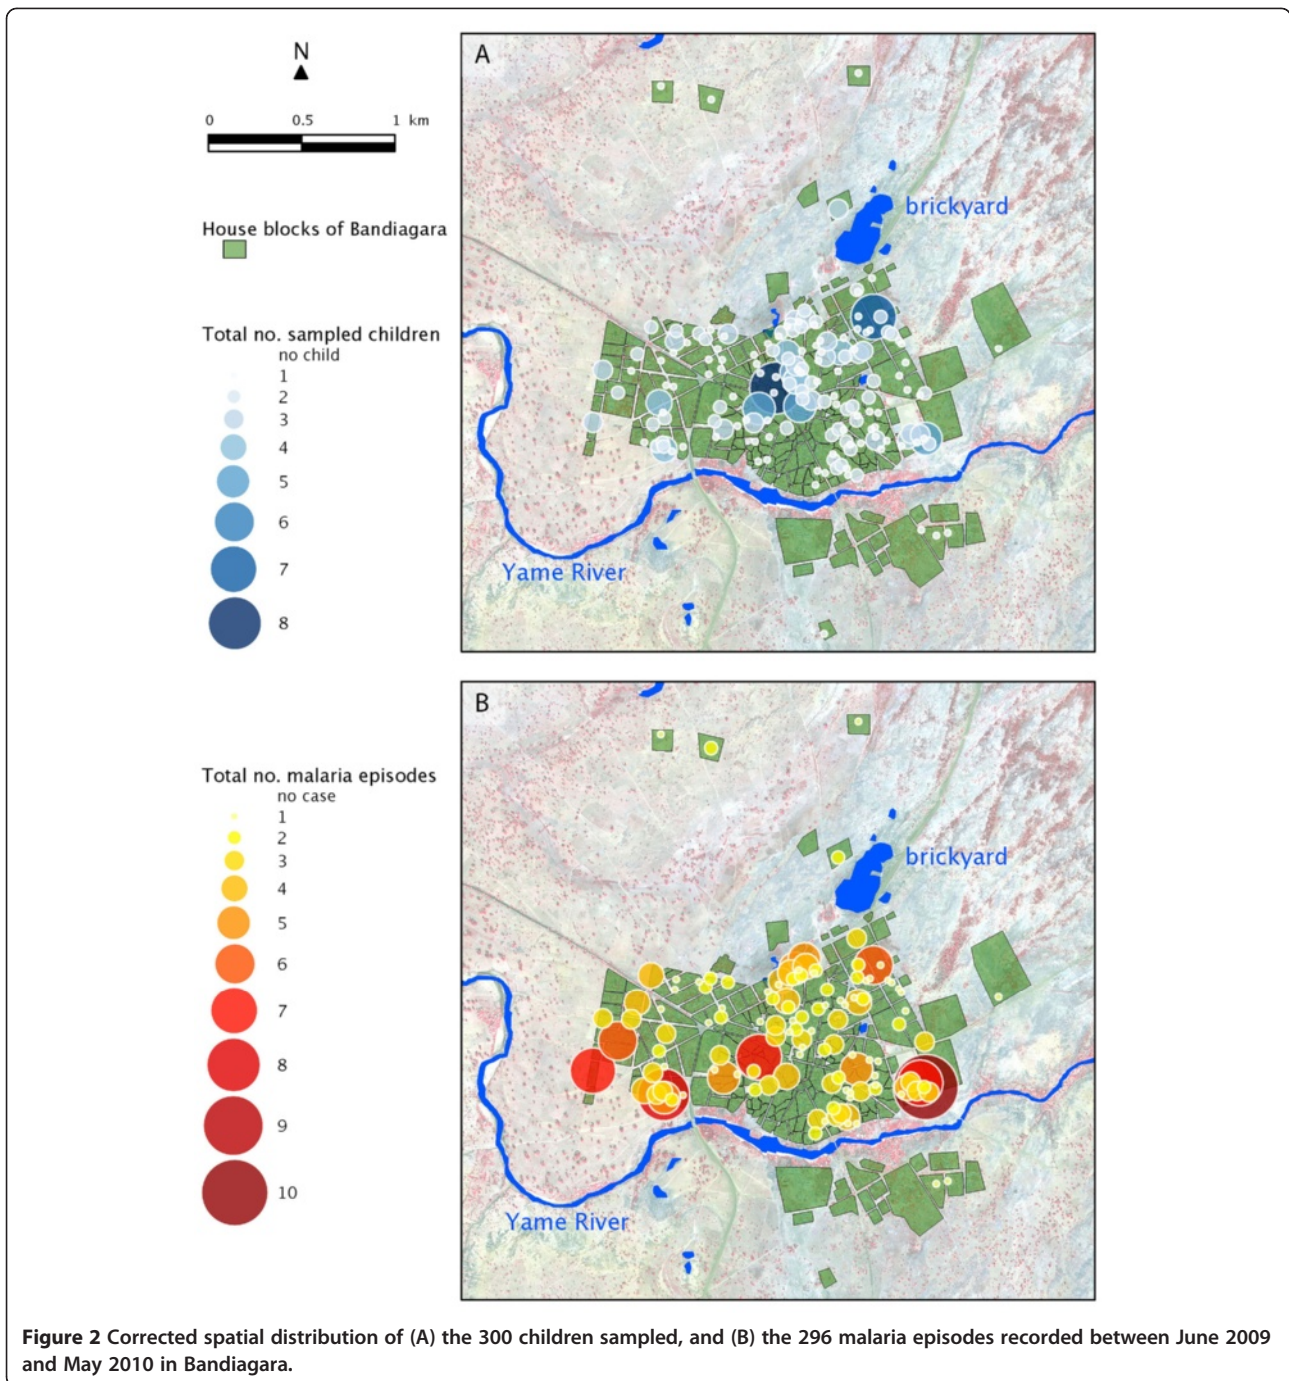 N
0 0.5 1 km
House blocks of Bandiagara
Total no. sampled children
no child
1
2
3
4
5
6
7
8
A
brickyard
Yame River
Total no. malaria episodes
no case
1
2
3
4
5
6
7
8
9
10
B
brickyard
Yame River
Figure 2 Corrected spatial distribution of (A) the 300 children sampled, and (B) the 296 malaria episodes recorded between June 2009
and May 2010 in Bandiagara.